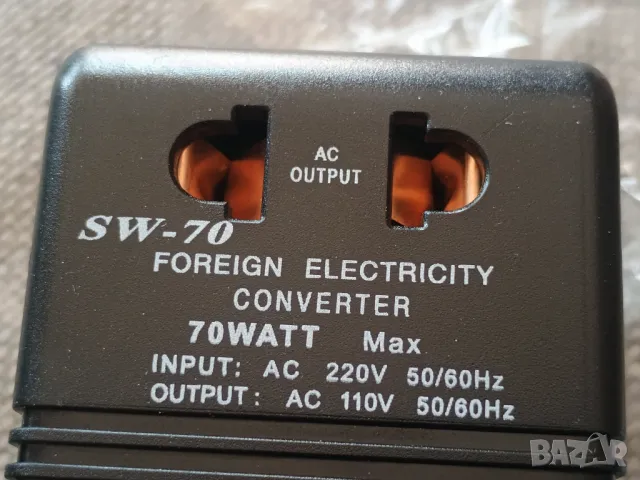 AC
OUTPUT
SW-70
FOREIGN ELECTRICITY
CONVERTER
70WATT Max
INPUT: AC 220V 50/60Hz
OUTPUT: AC 110V 50/60Hz
BAZAR
bg